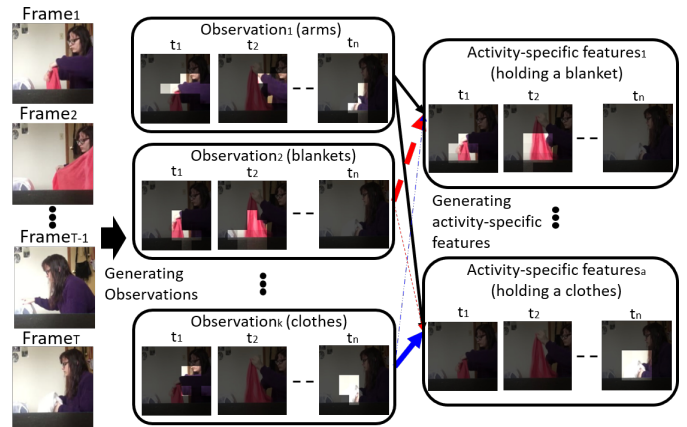 Frame1
Frame2
FrameT-1
FrameT
Generating
Observations
Observation1 (arms)
t1 t2 tn
Observation2 (blankets)
t1 t2 tn
Observationk (clothes)
t1 t2 tn
Activity-specific features1
(holding a blanket)
t1 t2 tn
Generating
activity-specific
features
Activity-specific featuresa
(holding a clothes)
t1 t2 tn